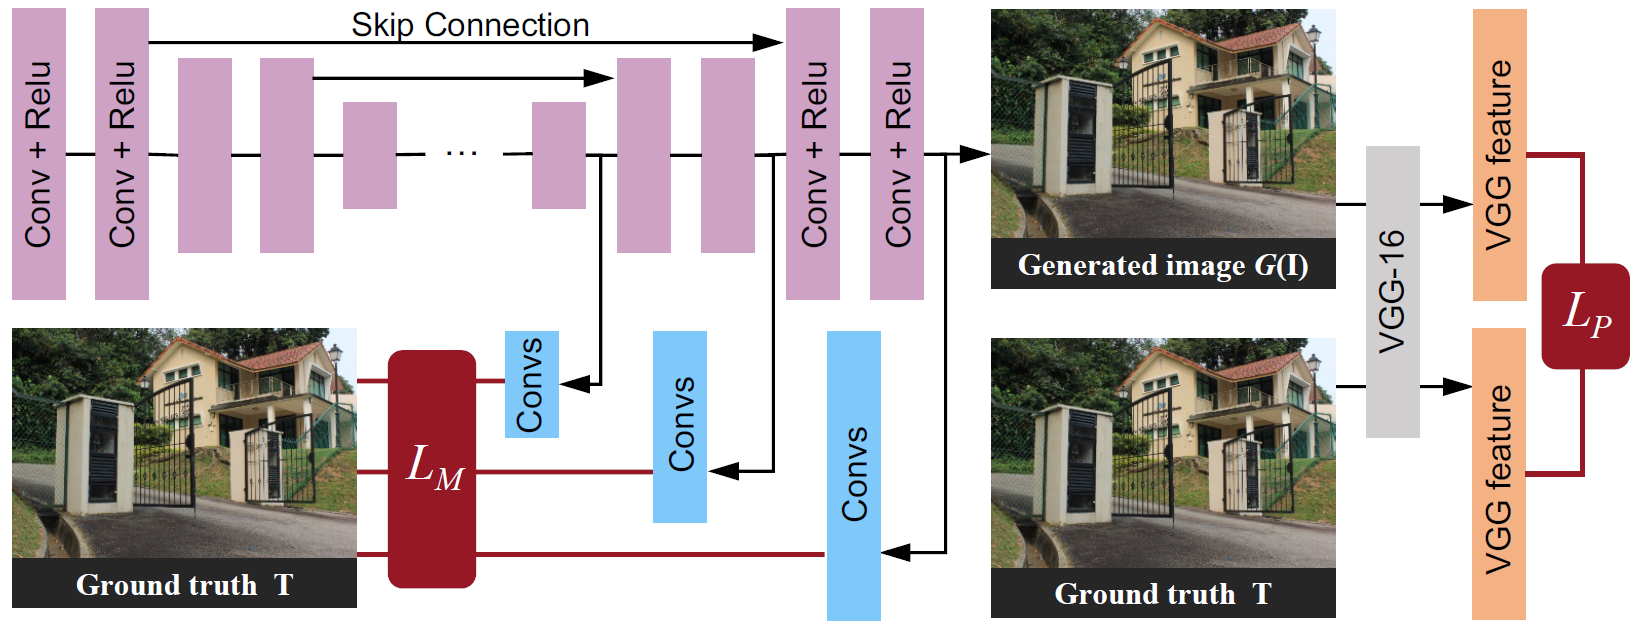 Skip Connection
Conv + Relu
Conv + Relu
...
Conv + Relu
Conv + Relu
Generated image G(I)
VGG-16
VGG feature
L_P
VGG feature
Ground truth T
L_M
Convs
Convs
Convs
Ground truth T